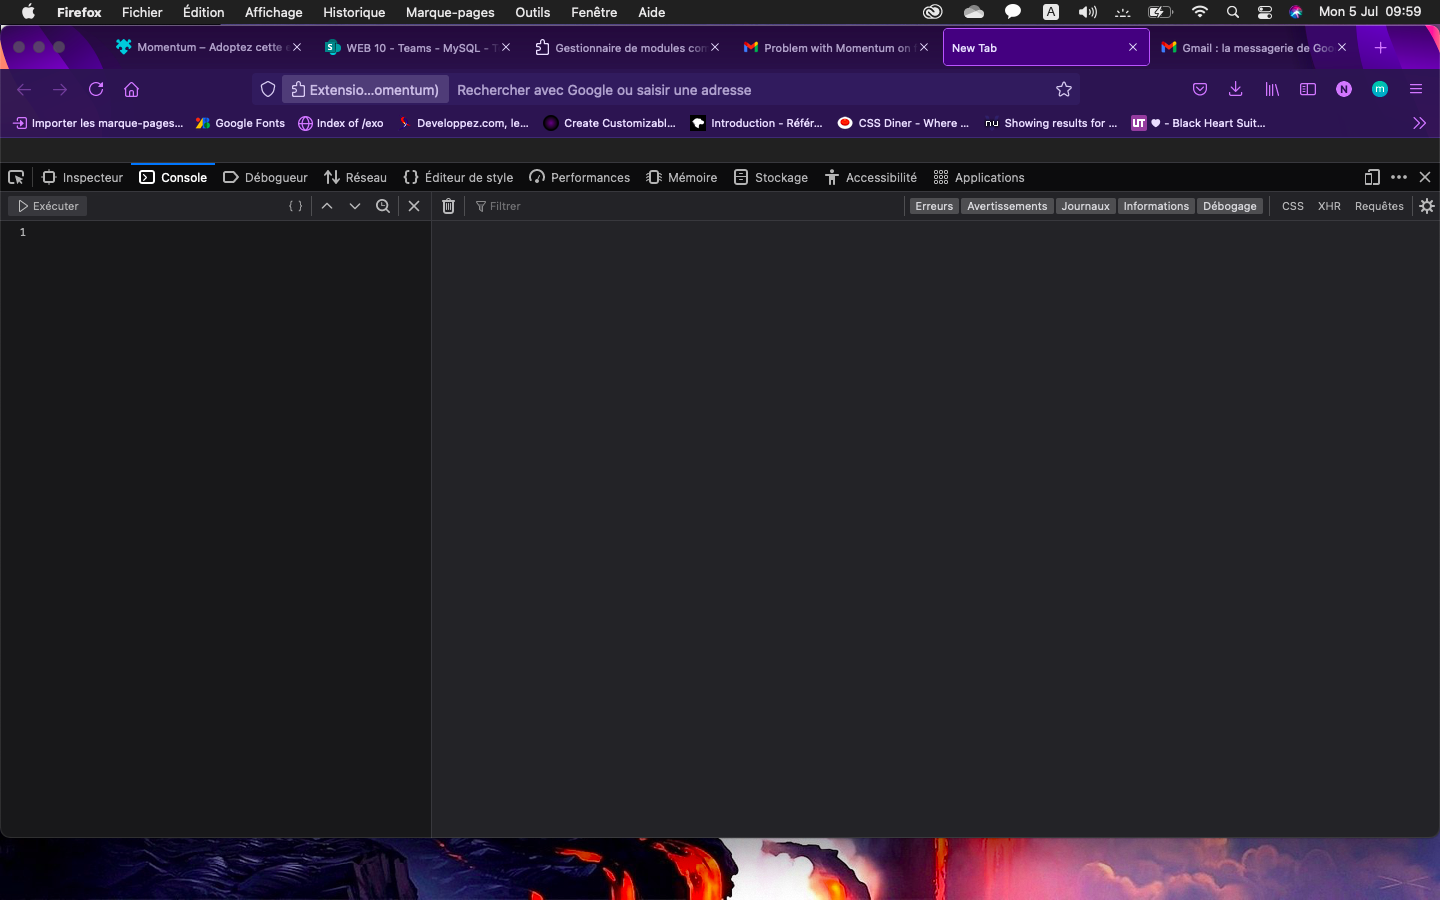 Firefox Fichier Édition Affichage Historique Marque-pages Outils Fenêtre Aide A Mon 5 Jul 09:59
Momentum – Adoptez cette WEB 10 - Teams - MySQL - T Gestionnaire de modules con Problem with Momentum on New Tab Gmail : la messagerie de Goo
Extensio...omentum) Rechercher avec Google ou saisir une adresse N m
Importer les marque-pages... Google Fonts Index of /exo Developpez.com, le... Create Customizabl... Introduction - Référ... CSS Diner - Where ... nu Showing results for ... UT ♥ - Black Heart Suit...
Inspecteur Console Débogueur Réseau Éditeur de style Performances Mémoire Stockage Accessibilité Applications
Exécuter { } Filtrer Erreurs Avertissements Journaux Informations Débogage CSS XHR Requêtes
1